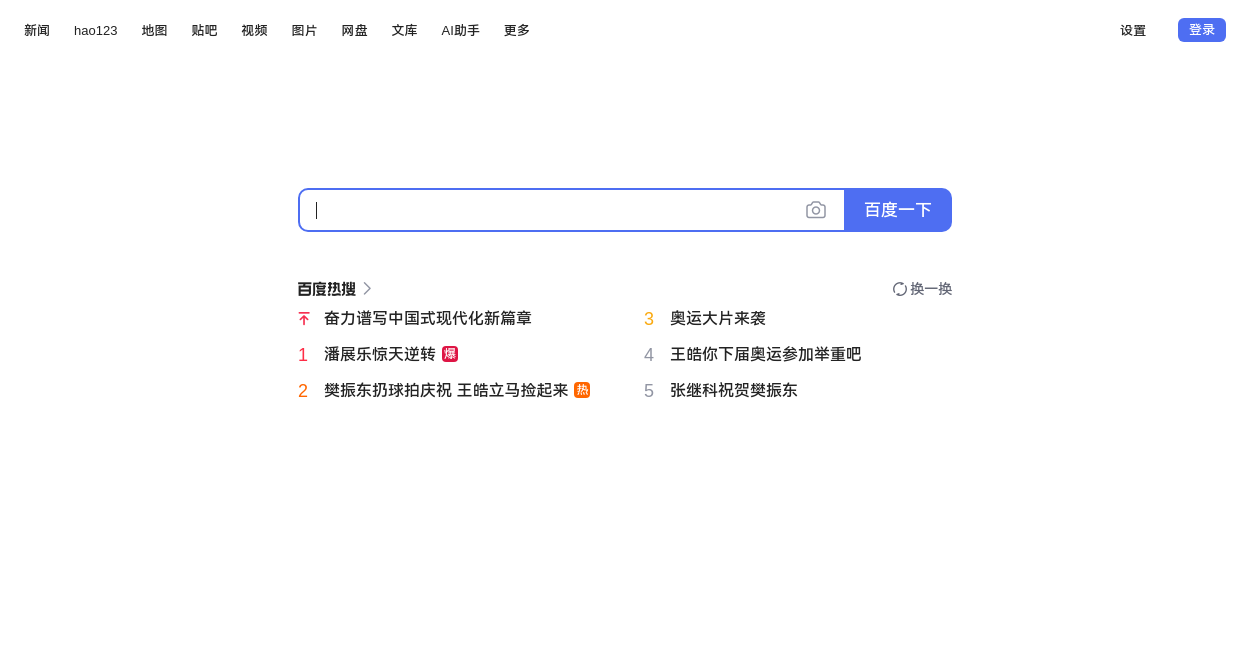 新闻 hao123 地图 贴吧 视频 图片 网盘 文库 AI助手 更多 设置 登录
百度一下
百度热搜 换一换
奋力谱写中国式现代化新篇章
1 潘展乐惊天逆转 爆
2 樊振东扔球拍庆祝 王皓立马捡起来 热
3 奥运大片来袭
4 王皓你下届奥运参加举重吧
5 张继科祝贺樊振东